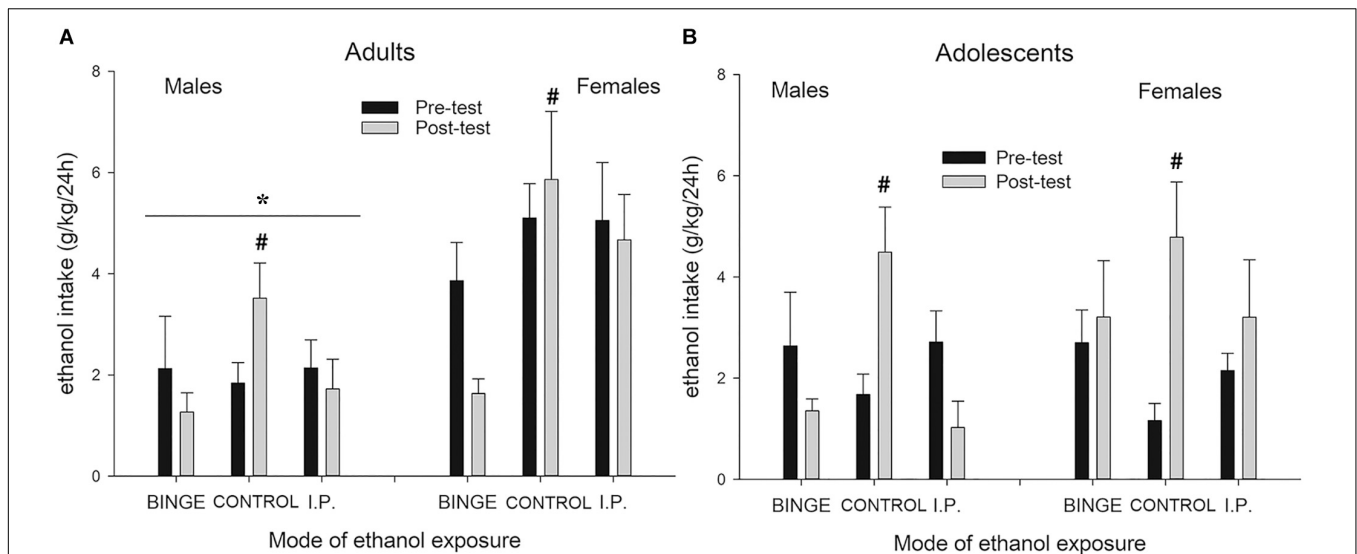 A
Adults
Males
Females
Pre-test
Post-test
#
*
#
ethanol intake (g/kg/24h)
8
6
4
2
0
BINGE CONTROL I.P.
BINGE CONTROL I.P.
Mode of ethanol exposure
B
Adolescents
Males
Females
Pre-test
Post-test
#
#
ethanol intake (g/kg/24h)
8
6
4
2
0
BINGE CONTROL I.P.
BINGE CONTROL I.P.
Mode of ethanol exposure